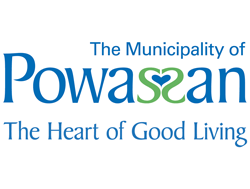 The Municipality of
Powassan
The Heart of Good Living